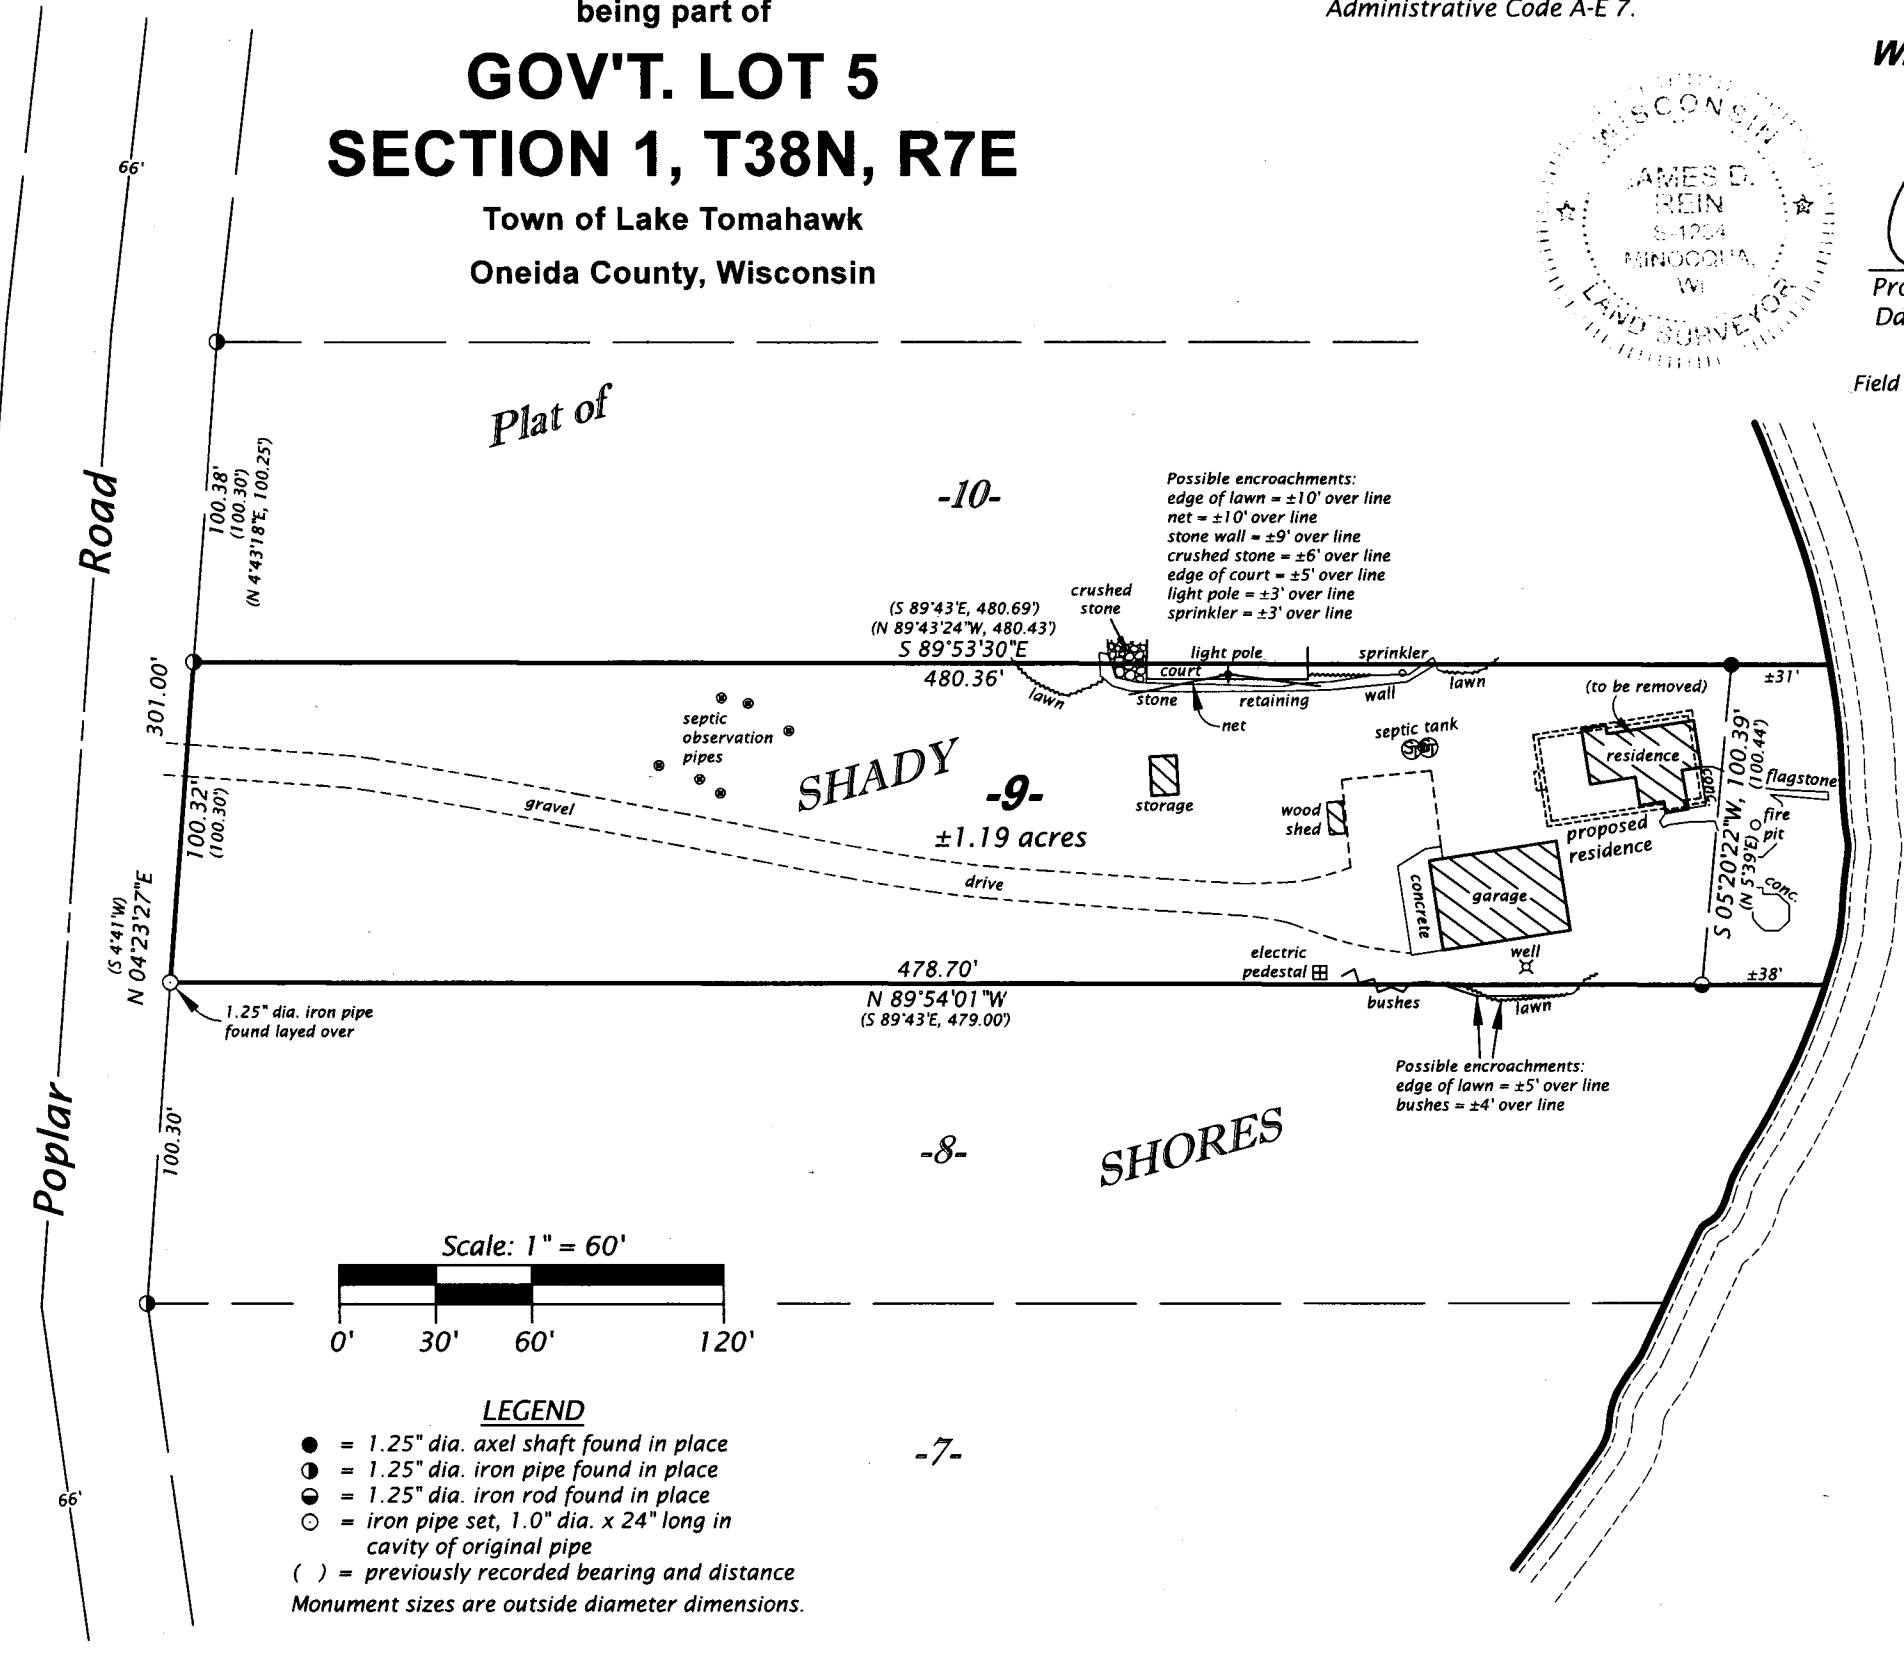 being part of
GOV'T. LOT 5
SECTION 1, T38N, R7E
Town of Lake Tomahawk
Oneida County, Wisconsin
Administrative Code A-E 7.
WISCONSIN
JAMES D.
REIN
S-1234
MINOCQUA,
WI
LAND SURVEYOR
Field
66'
Road
Poplar
66'
100.38'
(100.30')
(N 4°43'18"E, 100.25')
301.00'
100.32'
(100.30')
(S 4°41'W)
N 04°23'27"E
100.30'
Plat of
-10-
Possible encroachments:
edge of lawn = ±10' over line
net = ±10' over line
stone wall = ±9' over line
crushed stone = ±6' over line
edge of court = ±5' over line
light pole = ±3' over line
sprinkler = ±3' over line
crushed
stone
(S 89°43'E, 480.69')
(N 89°43'24"W, 480.43')
S 89°53'30"E
480.36'
light pole
sprinkler
court
lawn
stone
retaining
wall
lawn
net
±31'
(to be removed)
septic
observation
pipes
septic tank
ST
residence
conc.
flagstone
SHADY
-9-
±1.19 acres
storage
wood
shed
proposed
residence
fire
pit
S 05°20'22"W, 100.39'
(100.44')
(N 5°39'E)
conc.
gravel
drive
concrete
garage
well
electric
pedestal
bushes
lawn
±38'
478.70'
N 89°54'01"W
(S 89°43'E, 479.00')
1.25" dia. iron pipe
found layed over
Possible encroachments:
edge of lawn = ±5' over line
bushes = ±4' over line
SHORES
-8-
Scale: 1" = 60'
0' 30' 60' 120'
LEGEND
= 1.25" dia. axel shaft found in place
= 1.25" dia. iron pipe found in place
= 1.25" dia. iron rod found in place
= iron pipe set, 1.0" dia. x 24" long in
cavity of original pipe
( ) = previously recorded bearing and distance
Monument sizes are outside diameter dimensions.
-7-